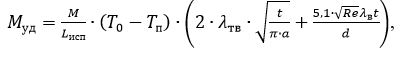 M_уд = M/L_исп · (T_0 − T_п) · (2 · λ_тв · √(t/(π·a)) + (5,1·√Re λ_в t)/d),